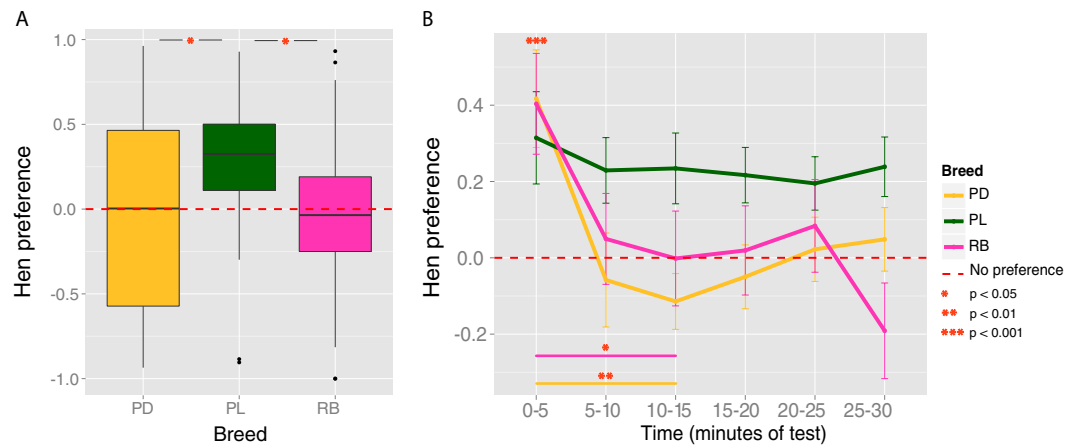 A
1.0
0.5
0.0
-0.5
-1.0
Hen preference
*
*
PD
PL
RB
Breed
B
0.4
0.2
0.0
-0.2
Hen preference
***
*
**
0-5
5-10
10-15
15-20
20-25
25-30
Time (minutes of test)
Breed
PD
PL
RB
No preference
* p < 0.05
** p < 0.01
*** p < 0.001